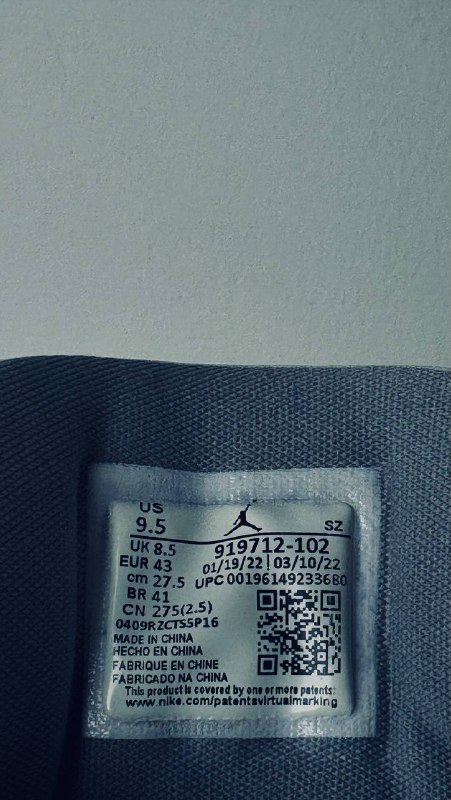 US
9.5
SZ
UK 8.5
919712-102
EUR 43
01/19/22 03/10/22
cm 27.5
UPC 00196149233680
BR 41
CN 275(2.5)
0409RZCTSSP16
MADE IN CHINA
HECHO EN CHINA
FABRIQUE EN CHINE
FABRICADO NA CHINA
This product is covered by one or more patents:
www.nike.com/patentsvirtualmarking